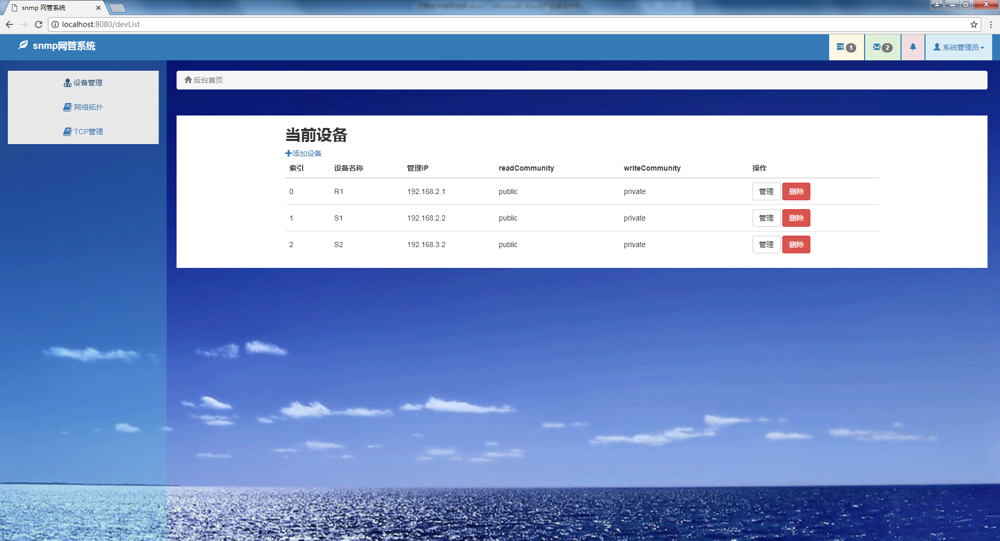 snmp 网管系统
localhost:8080/devList
snmp网管系统
1
2
系统管理员
设备管理
网络拓扑
TCP管理
后台首页
当前设备
添加设备
索引 设备名称 管理IP readCommunity writeCommunity 操作
0 R1 192.168.2.1 public private 管理 删除
1 S1 192.168.2.2 public private 管理 删除
2 S2 192.168.3.2 public private 管理 删除